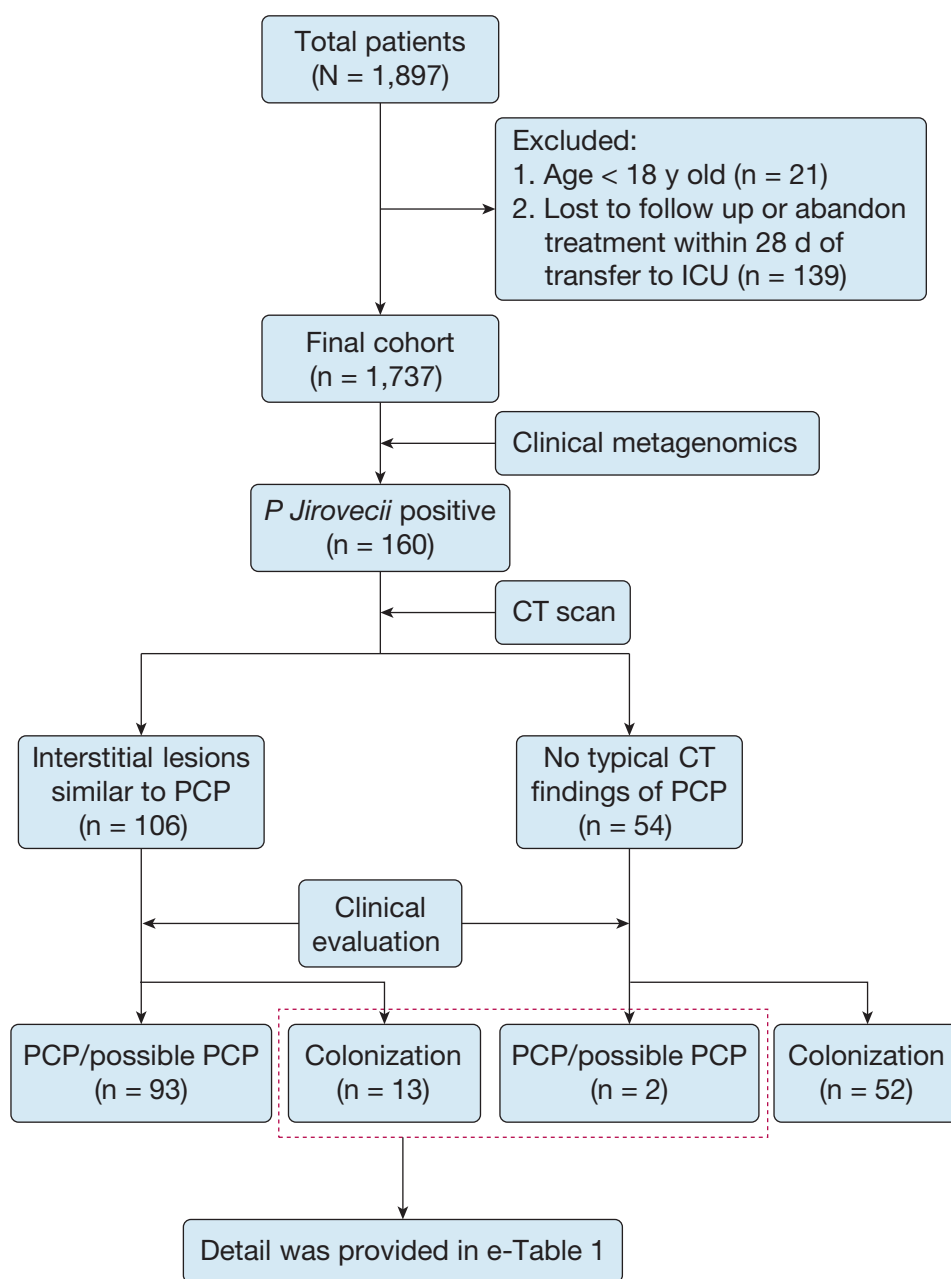 Total patients
(N = 1,897)
Excluded:
1. Age < 18 y old (n = 21)
2. Lost to follow up or abandon
treatment within 28 d of
transfer to ICU (n = 139)
Final cohort
(n = 1,737)
Clinical metagenomics
P Jirovecii positive
(n = 160)
CT scan
Interstitial lesions
similar to PCP
(n = 106)
No typical CT
findings of PCP
(n = 54)
Clinical
evaluation
PCP/possible PCP
(n = 93)
Colonization
(n = 13)
PCP/possible PCP
(n = 2)
Colonization
(n = 52)
Detail was provided in e-Table 1